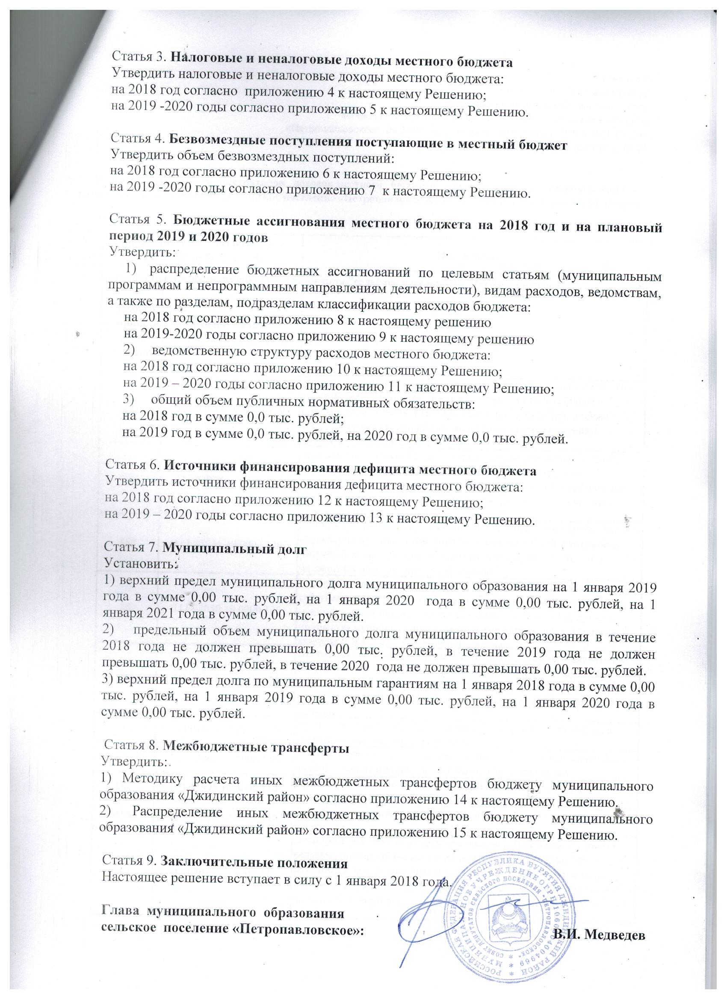 Статья 3. Налоговые и неналоговые доходы местного бюджета
Утвердить налоговые и неналоговые доходы местного бюджета:
на 2018 год согласно  приложению 4 к настоящему Решению;
на 2019 -2020 годы согласно приложению 5 к настоящему Решению.
Статья 4. Безвозмездные поступления поступающие в местный бюджет
Утвердить объем безвозмездных поступлений:
на 2018 год согласно приложению 6 к настоящему Решению;
на 2019 -2020 годы согласно приложению 7  к настоящему Решению.
Статья 5. Бюджетные ассигнования местного бюджета на 2018 год и на плановый
период 2019 и 2020 годов
Утвердить:
1) распределение бюджетных ассигнований по целевым статьям (муниципальным
программам и непрограммным направлениям деятельности), видам расходов, ведомствам,
а также по разделам, подразделам классификации расходов бюджета:
на 2018 год согласно приложению 8 к настоящему решению
на 2019-2020 годы согласно приложению 9 к настоящему решению
2) ведомственную структуру расходов местного бюджета:
на 2018 год согласно приложению 10 к настоящему Решению;
на 2019 – 2020 годы согласно приложению 11 к настоящему Решению;
3) общий объем публичных нормативных обязательств:
на 2018 год в сумме 0,0 тыс. рублей;
на 2019 год в сумме 0,0 тыс. рублей, на 2020 год в сумме 0,0 тыс. рублей.
Статья 6. Источники финансирования дефицита местного бюджета
Утвердить источники финансирования дефицита местного бюджета:
на 2018 год согласно приложению 12 к настоящему Решению;
на 2019 – 2020 годы согласно приложению 13 к настоящему Решению.
Статья 7. Муниципальный долг
Установить:
1) верхний предел муниципального долга муниципального образования на 1 января 2019
года в сумме 0,00 тыс. рублей, на 1 января 2020  года в сумме 0,00 тыс. рублей, на 1
января 2021 года в сумме 0,00 тыс. рублей.
2) предельный объем муниципального долга муниципального образования в течение
2018 года не должен превышать 0,00 тыс. рублей, в течение 2019 года не должен
превышать 0,00 тыс. рублей, в течение 2020  года не должен превышать 0,00 тыс. рублей.
3) верхний предел долга по муниципальным гарантиям на 1 января 2018 года в сумме 0,00
тыс. рублей, на 1 января 2019 года в сумме 0,00 тыс. рублей, на 1 января 2020 года в
сумме 0,00 тыс. рублей.
Статья 8. Межбюджетные трансферты
Утвердить:
1) Методику расчета иных межбюджетных трансфертов бюджету муниципального
образования «Джидинский район» согласно приложению 14 к настоящему Решению.
2) Распределение иных межбюджетных трансфертов бюджету муниципального
образования «Джидинский район» согласно приложению 15 к настоящему Решению.
Статья 9. Заключительные положения
Настоящее решение вступает в силу с 1 января 2018 года.
Глава  муниципального  образования
сельское  поселение «Петропавловское»:
В.И. Медведев
РОССИЙСКАЯ ФЕДЕРАЦИЯ РЕСПУБЛИКА БУРЯТИЯ ДЖИДИНСКИЙ РАЙОН *
МУНИЦИПАЛЬНОЕ УЧРЕЖДЕНИЕ ОГРН
СОВЕТ ДЕПУТАТОВ СЕЛЬСКОГО ПОСЕЛЕНИЯ "ПЕТРОПАВЛОВСКОЕ" *